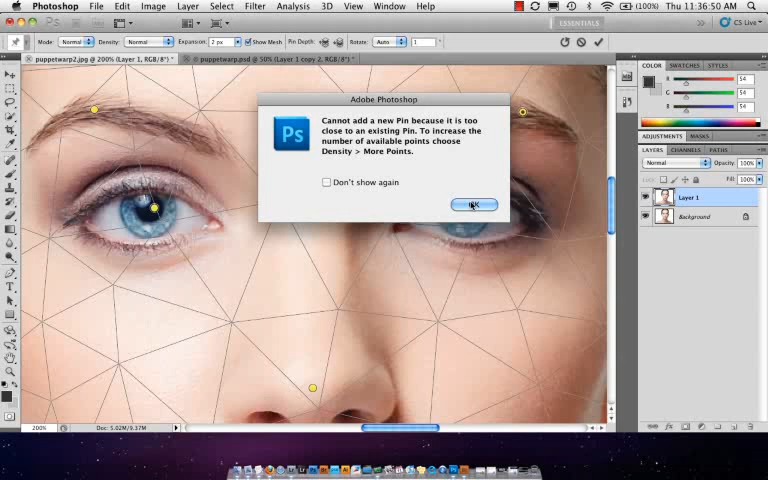 Photoshop File Edit Image Layer Select Filter Analysis 3D View Window Help (100%) Thu 11:36:50 AM
Ps ESSENTIALS CS Live
Mode: Normal Density: Normal Expansion: 2 px Show Mesh Pin Depth: Rotate: Auto 1 °
puppetwarp2.jpg @ 200% (Layer 1, RGB/8*) *
puppetwarp.psd @ 50% (Layer 1 copy 2, RGB/8*) *
Adobe Photoshop
Ps
Cannot add a new Pin because it is too
close to an existing Pin. To increase the
number of available points choose
Density > More Points.
Don't show again
OK
COLOR SWATCHES STYLES
R 54
G 54
B 54
ADJUSTMENTS MASKS
LAYERS CHANNELS PATHS
Normal Opacity: 100%
Lock: Fill: 100%
Layer 1
Background
200% Doc: 5.02M/9.37M